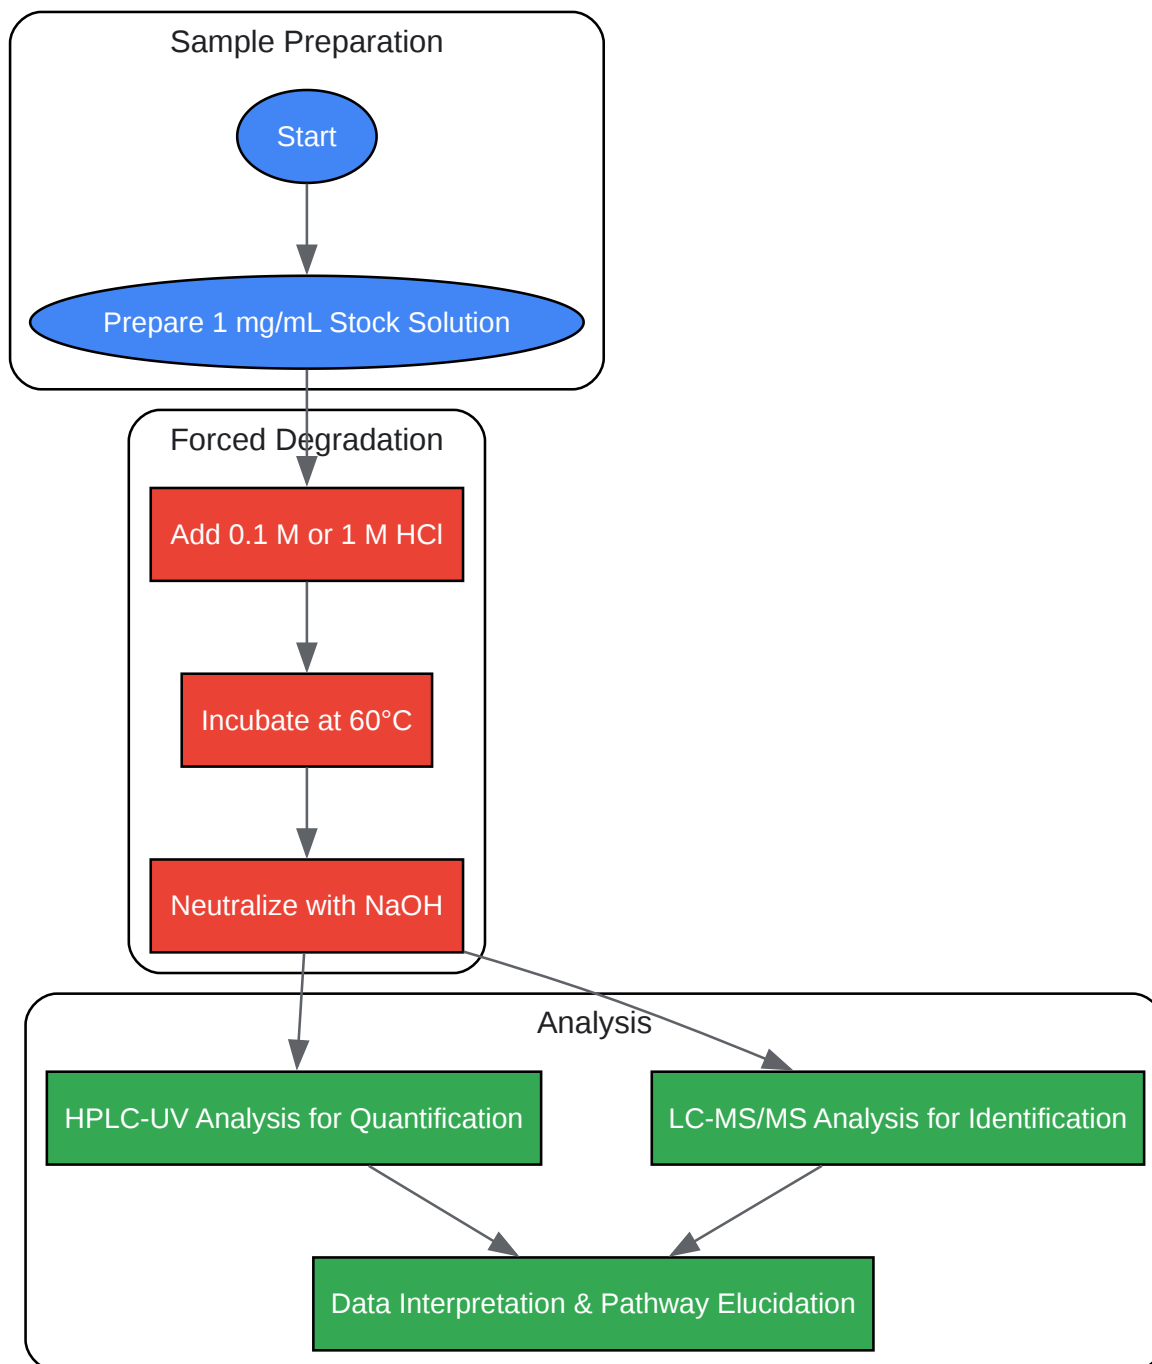 Sample Preparation
Start
Prepare 1 mg/mL Stock Solution
Forced Degradation
Add 0.1 M or 1 M HCl
Incubate at 60°C
Neutralize with NaOH
Analysis
HPLC-UV Analysis for Quantification
LC-MS/MS Analysis for Identification
Data Interpretation & Pathway Elucidation